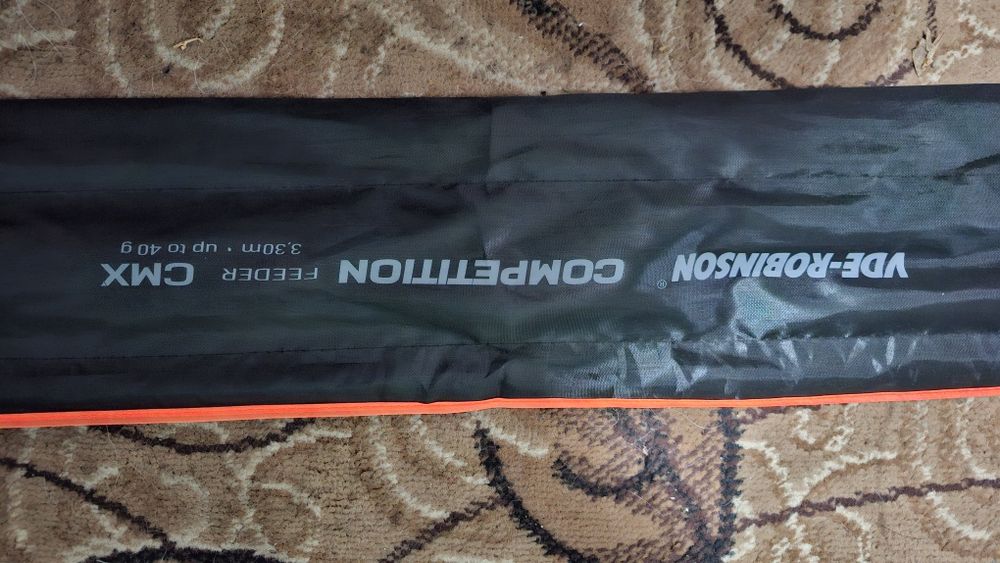 VDE-ROBINSON® COMPETITION FEEDER CMX
3,30m • up to 40 g